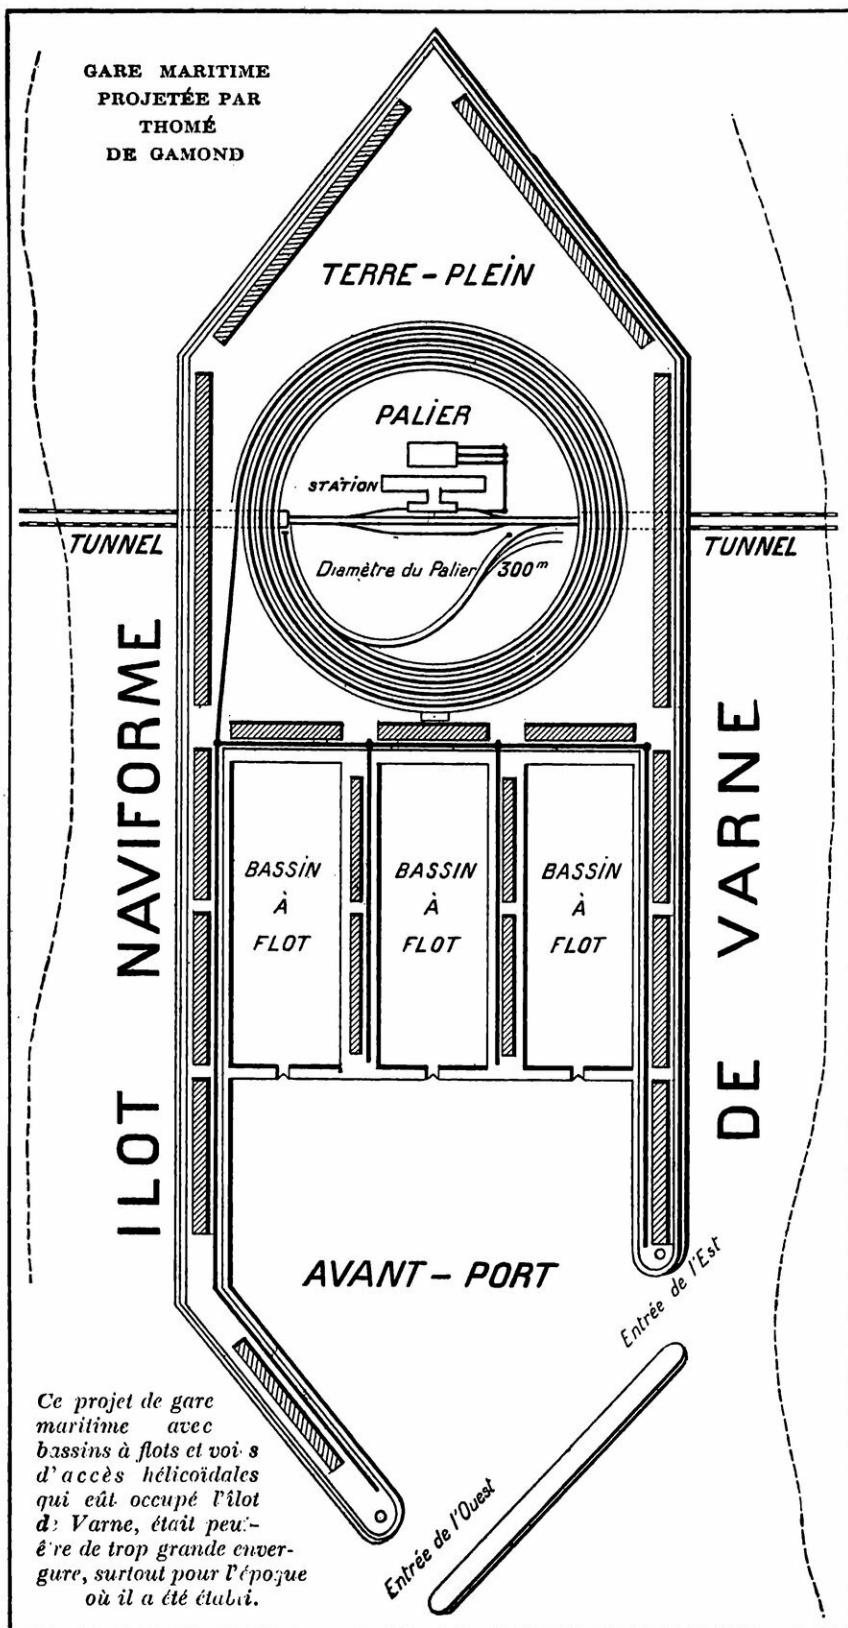 GARE MARITIME
PROJETÉE PAR
THOMÉ
DE GAMOND
TERRE-PLEIN
PALIER
STATION
TUNNEL
TUNNEL
Diamètre du Palier 300m
ILOT NAVIFORME
DE VARNE
BASSIN
À
FLOT
BASSIN
À
FLOT
BASSIN
À
FLOT
AVANT-PORT
Entrée de l'Est
Entrée de l'Ouest
Ce projet de gare
maritime avec
bassins à flots et voi s
d'accès hélicoïdales
qui eût occupé l'îlot
de Varne, était peut-
être de trop grande enver-
gure, surtout pour l'époque
où il a été établi.